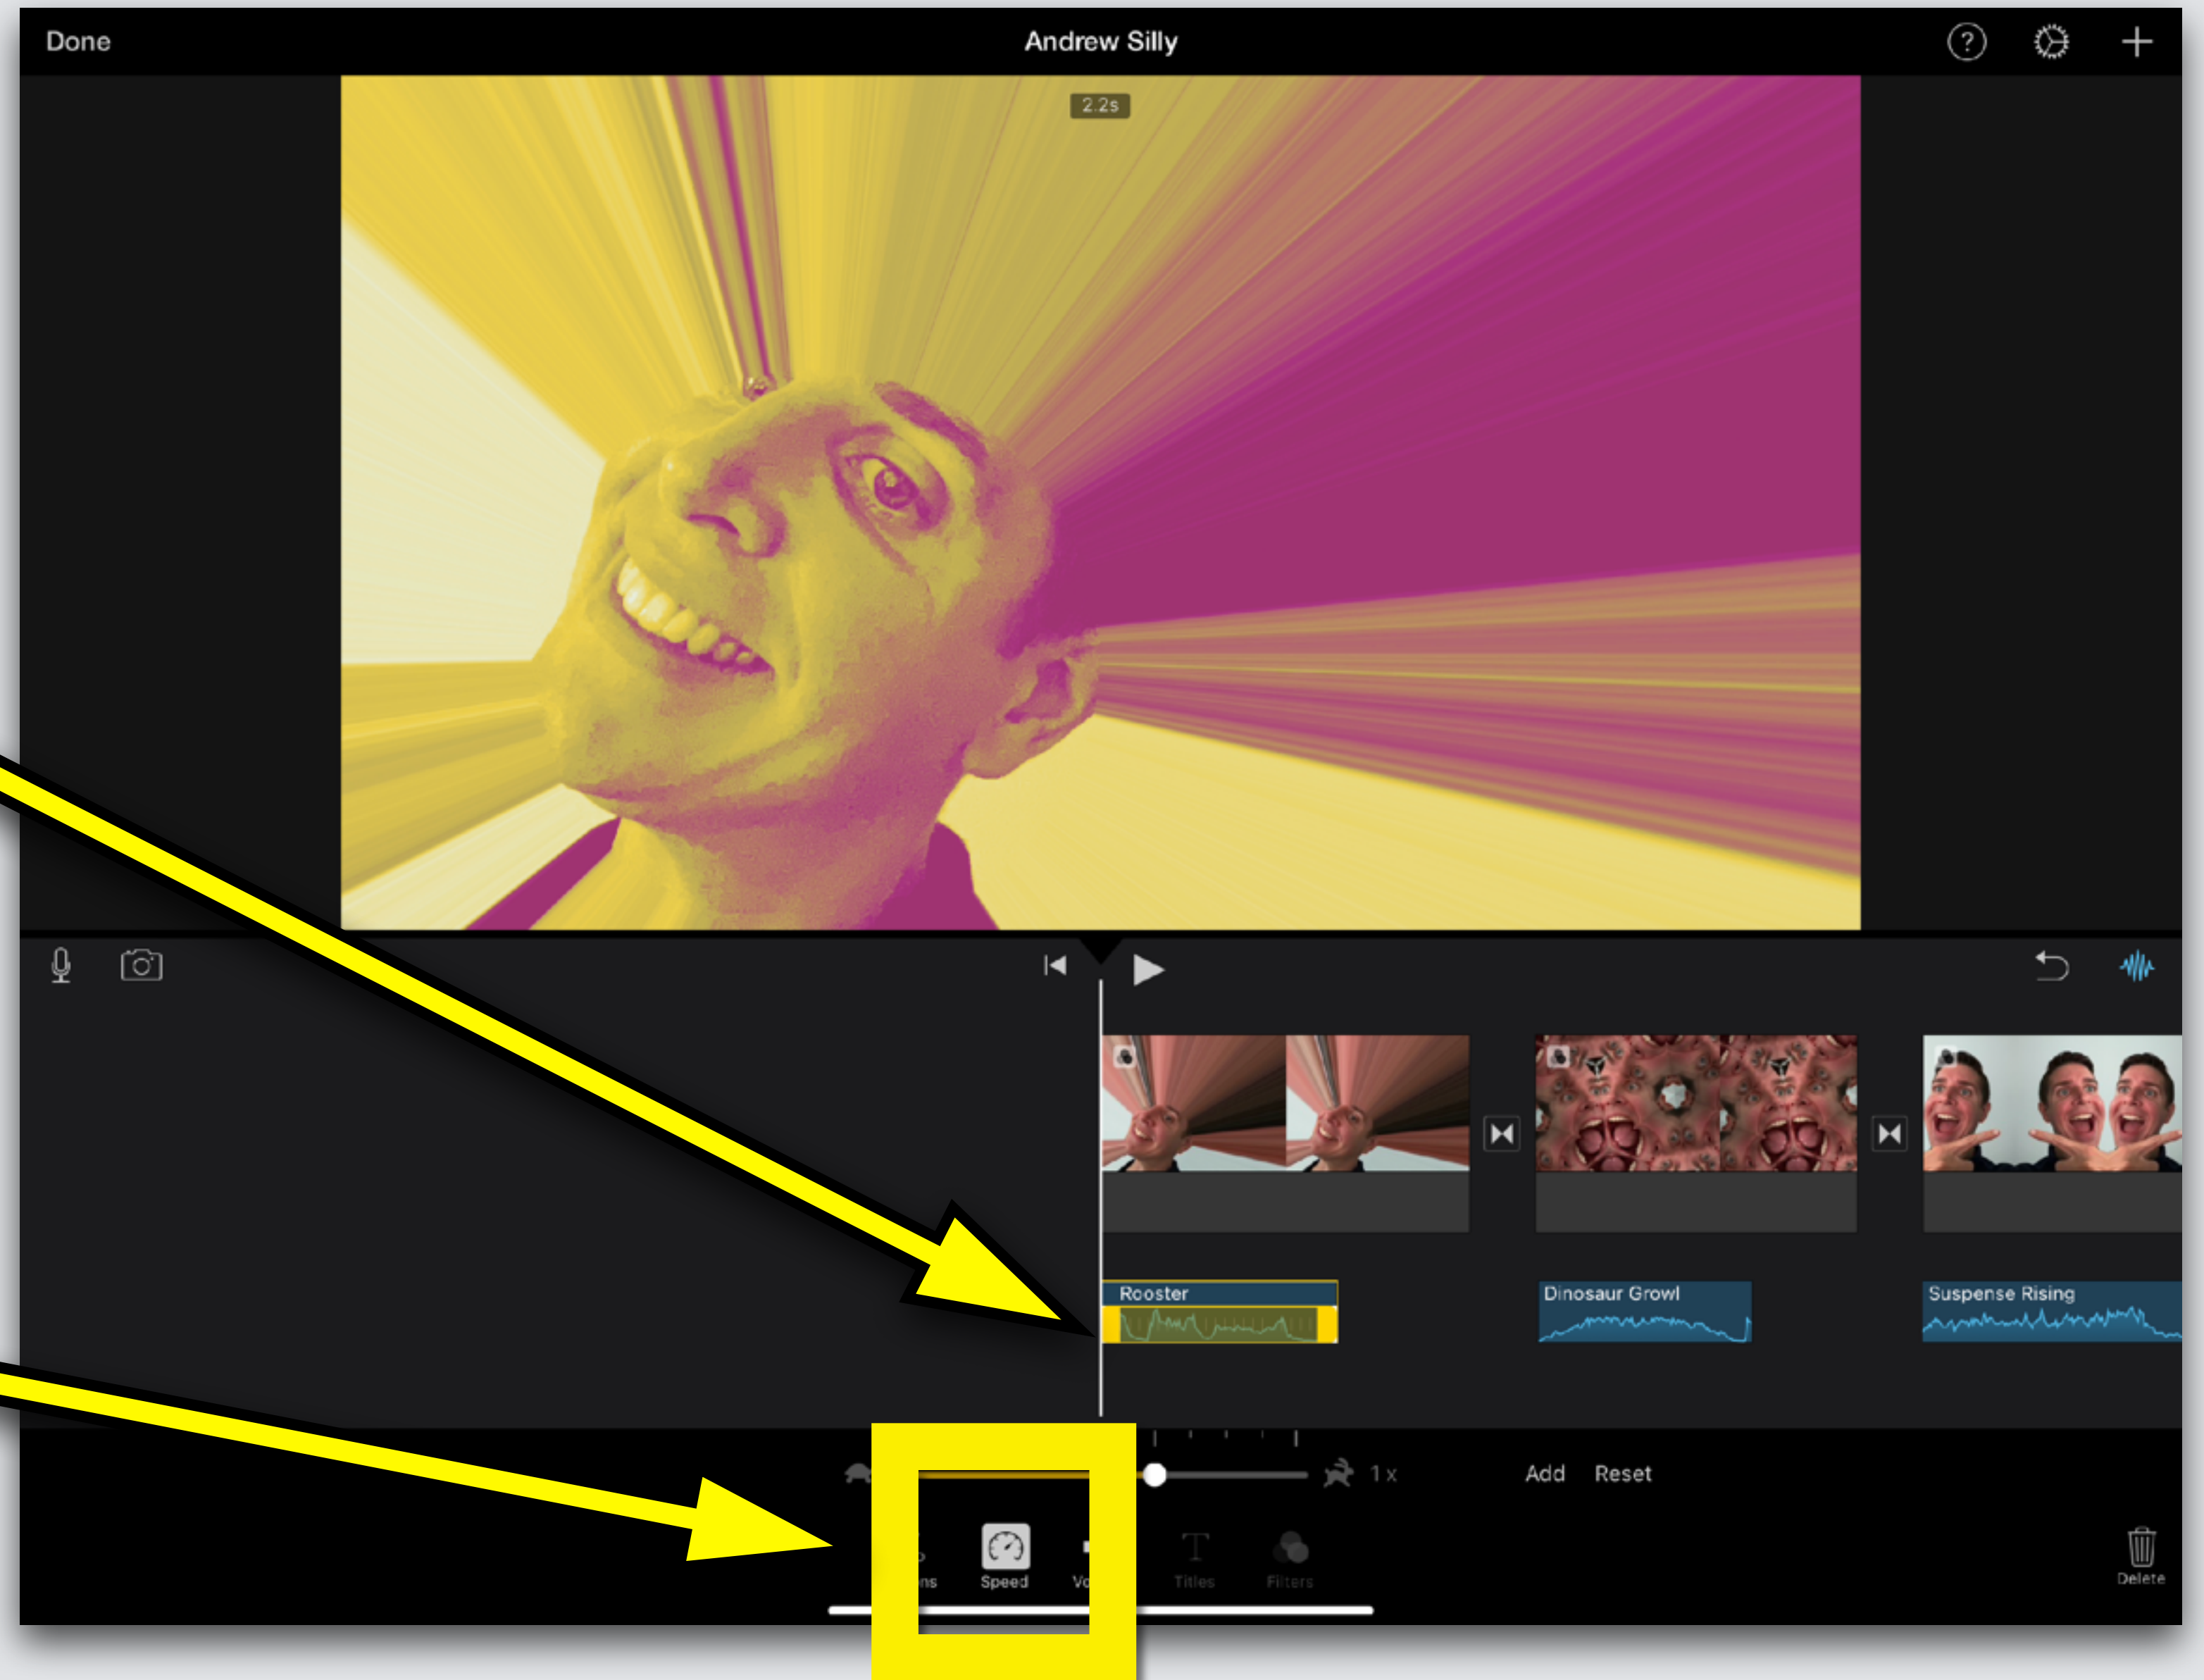 Done
Andrew Silly
?
2.2s
Rooster
Dinosaur Growl
Suspense Rising
1x
Add
Reset
Speed
T
Titles
Filters
Delete